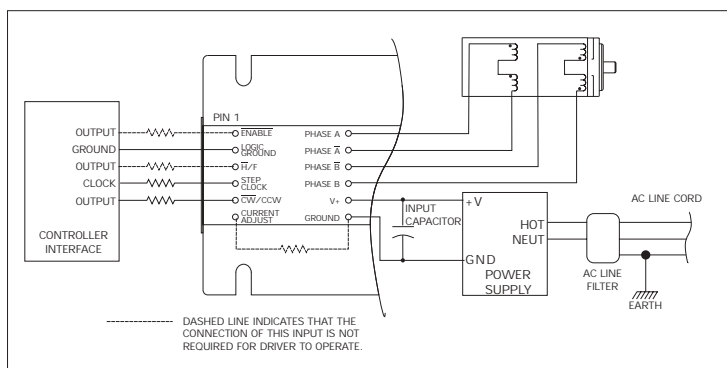 PIN 1
OUTPUT
GROUND
OUTPUT
CLOCK
OUTPUT
CONTROLLER
INTERFACE
ENABLE
LOGIC
GROUND
H/F
STEP
CLOCK
CW/CCW
CURRENT
ADJUST
PHASE A
PHASE A
PHASE B
PHASE B
V+
GROUND
INPUT
CAPACITOR
+V
GND
HOT
NEUT
POWER
SUPPLY
AC LINE CORD
AC LINE
FILTER
EARTH
DASHED LINE INDICATES THAT THE
CONNECTION OF THIS INPUT IS NOT
REQUIRED FOR DRIVER TO OPERATE.